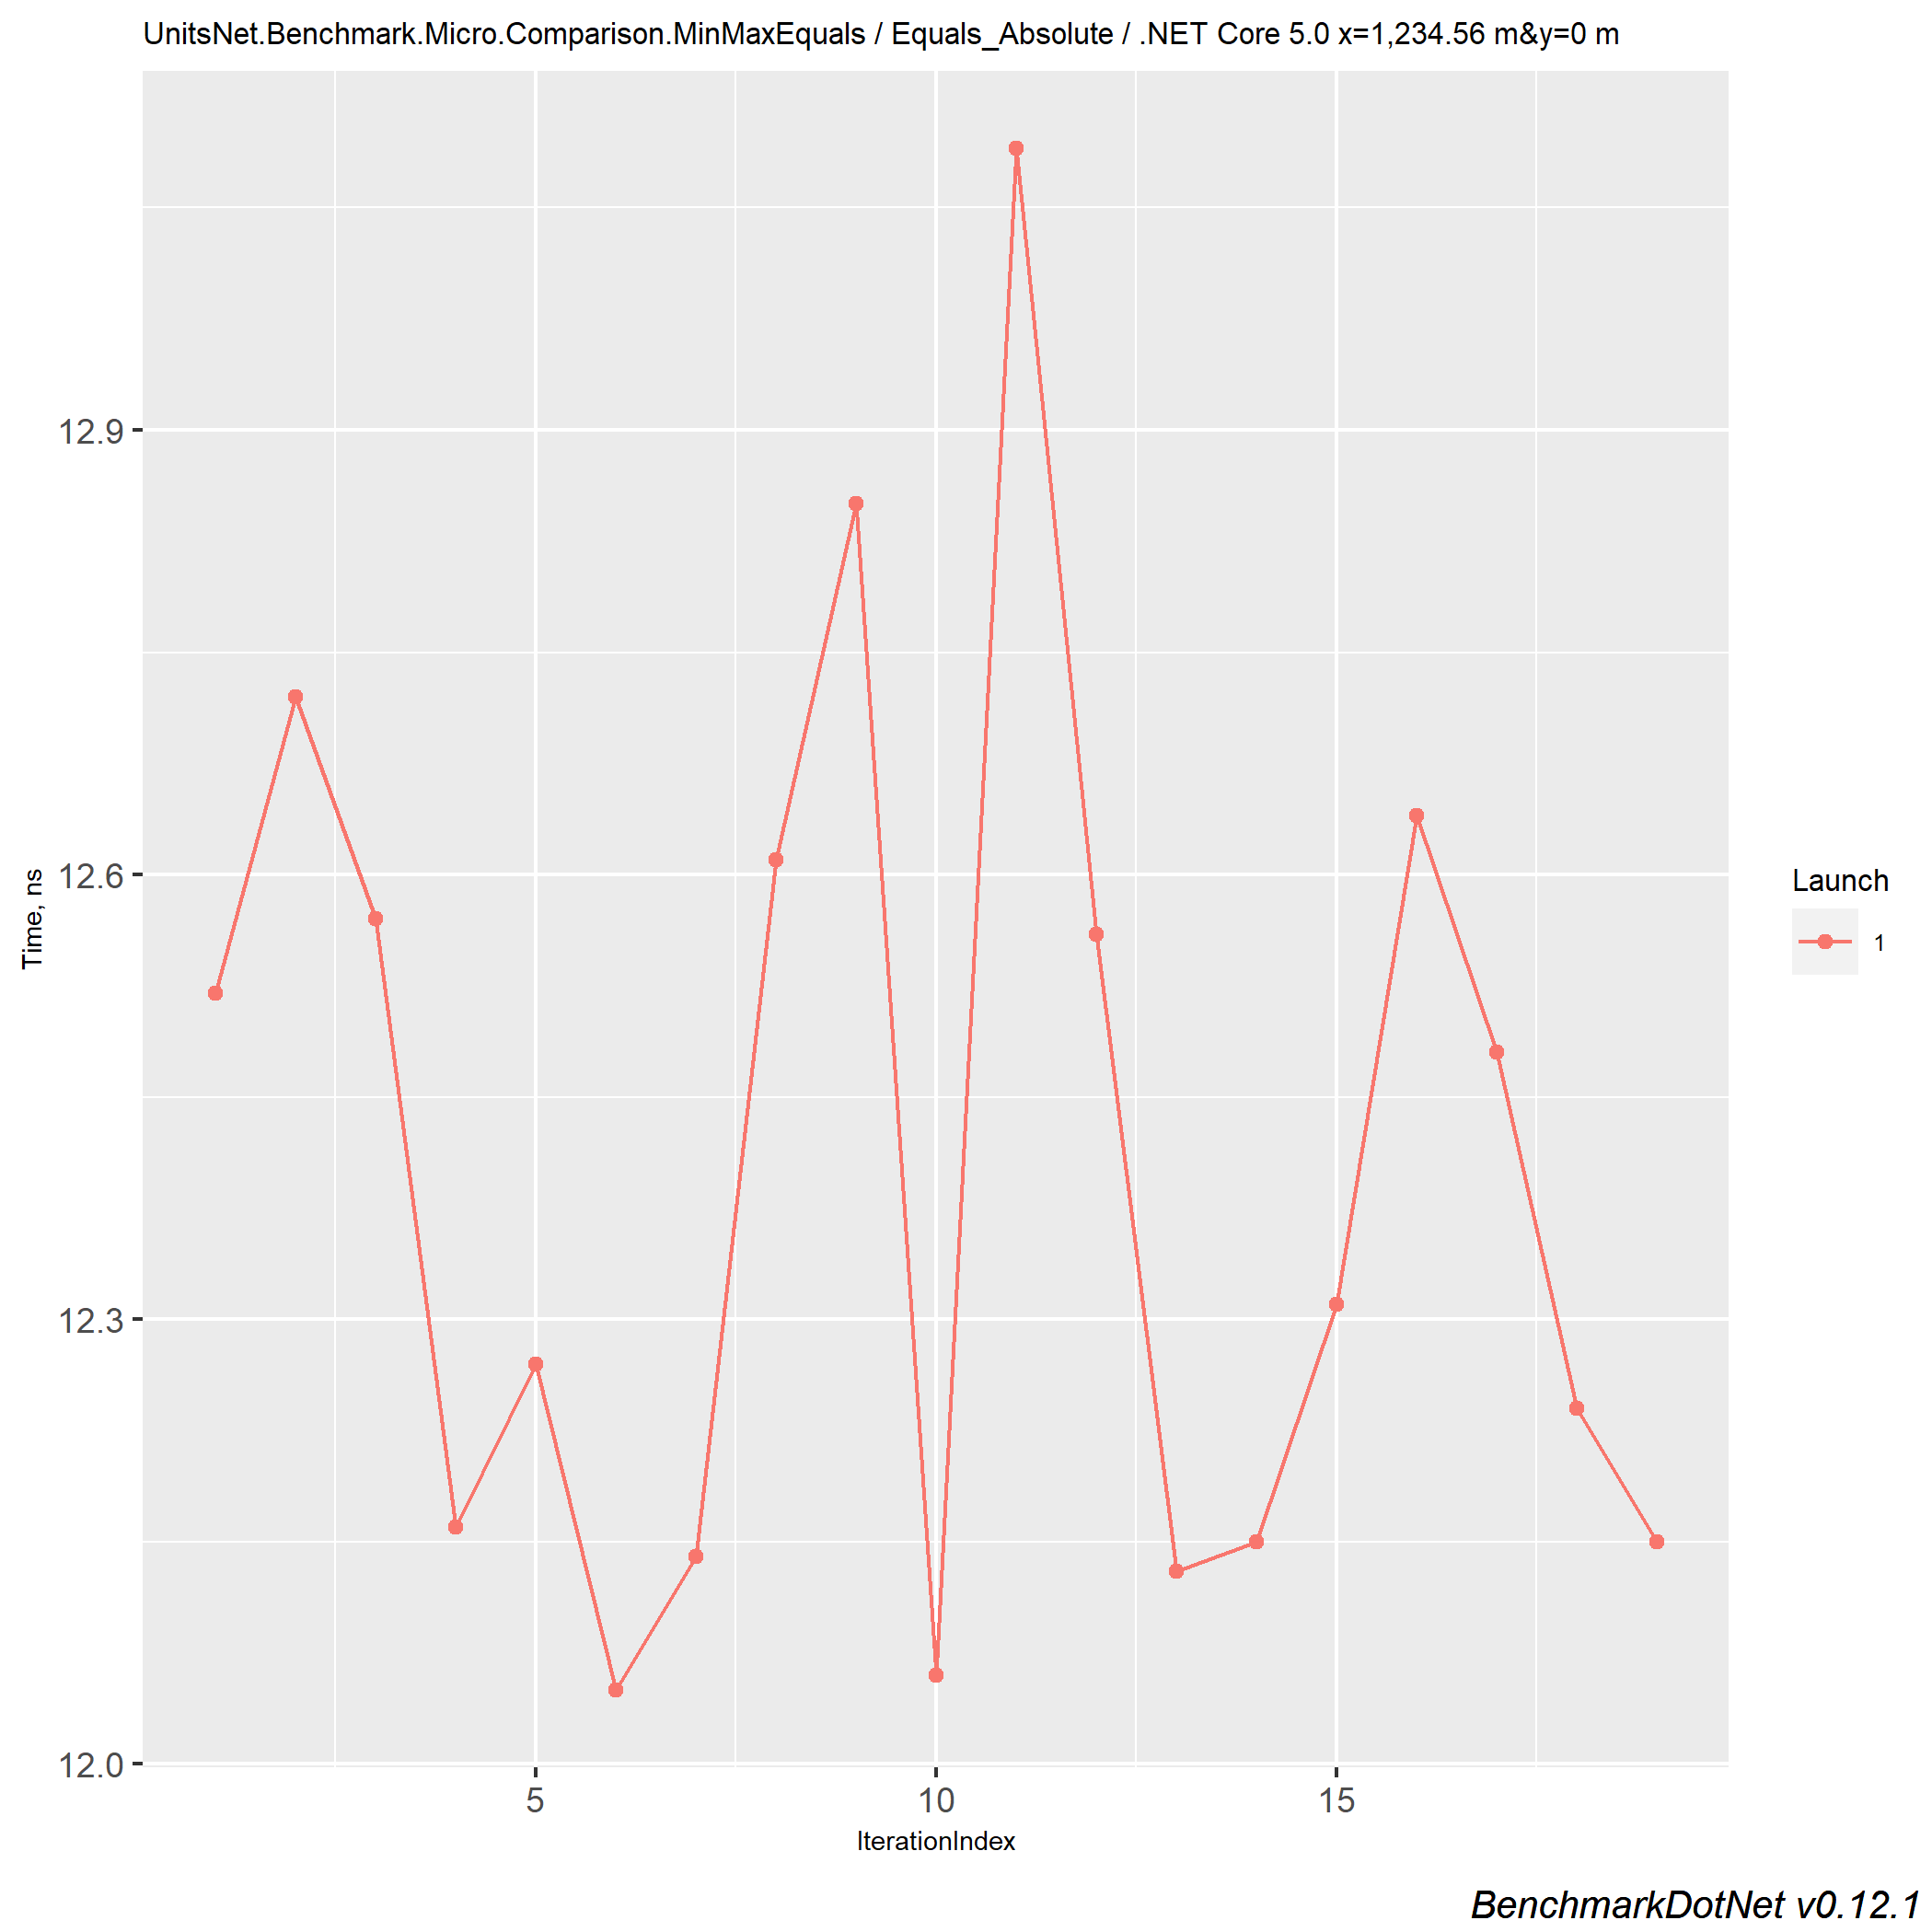 UnitsNet.Benchmark.Micro.Comparison.MinMaxEquals / Equals_Absolute / .NET Core 5.0 x=1,234.56 m&y=0 m
12.9
12.6
12.3
12.0
Time, ns
5 10 15
IterationIndex
Launch
1
BenchmarkDotNet v0.12.1